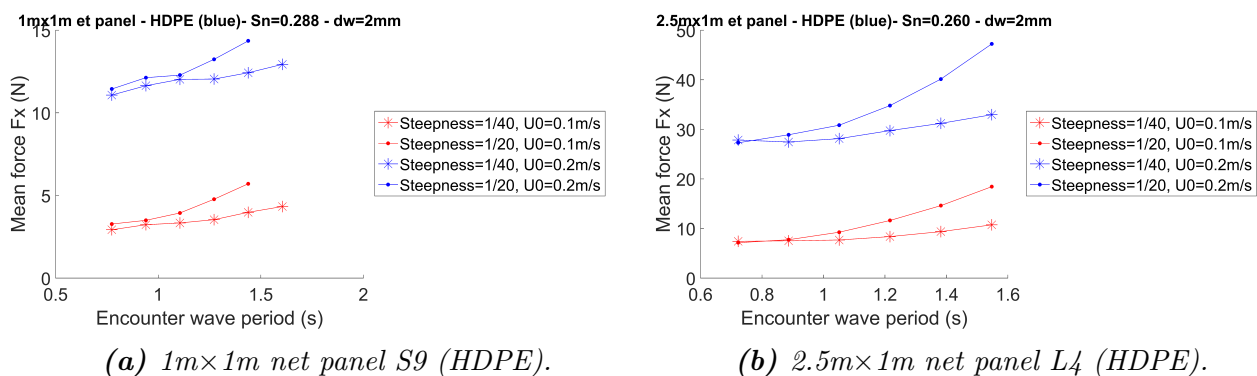 1mx1m et panel - HDPE (blue)- Sn=0.288 - dw=2mm
15
10
5
0
Mean force Fx (N)
0.5
1
1.5
2
Encounter wave period (s)
Steepness=1/40, U0=0.1m/s
Steepness=1/20, U0=0.1m/s
Steepness=1/40, U0=0.2m/s
Steepness=1/20, U0=0.2m/s
(a) 1m×1m net panel S9 (HDPE).
2.5mx1m et panel - HDPE (blue)- Sn=0.260 - dw=2mm
50
40
30
20
10
0
Mean force Fx (N)
0.6
0.8
1
1.2
1.4
1.6
Encounter wave period (s)
Steepness=1/40, U0=0.1m/s
Steepness=1/20, U0=0.1m/s
Steepness=1/40, U0=0.2m/s
Steepness=1/20, U0=0.2m/s
(b) 2.5m×1m net panel L4 (HDPE).